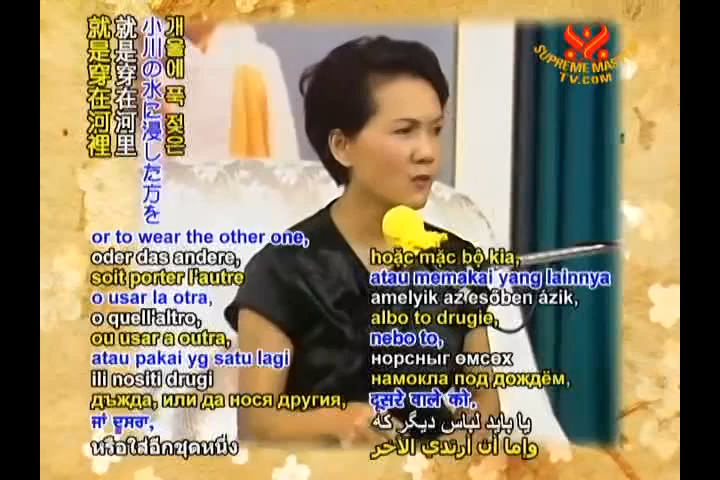 개울에 푹 젖은
小川の水に浸した方を
就是穿在河里
就是穿在河裡
SUPREME MAS
TV.COM
or to wear the other one,
oder das andere,
soit porter l'autre
o usar la otra,
o quell'altro,
ou usar a outra,
atau pakai yg satu lagi
ili nositi drugi
дъжда, или да нося другия,
ਜਾਂ ਦੂਸਰਾ,
หรือใส่อีกชุดหนึ่ง
hoặc mặc bộ kia,
atau memakai yang lainnya
amelyik az esőben ázik,
albo to drugie,
nebo to,
норсныг өмсөх
намокла под дождём,
दूसरे वाले को,
یا باید لباس دیگر که
وإما أن أرتدي الآخر